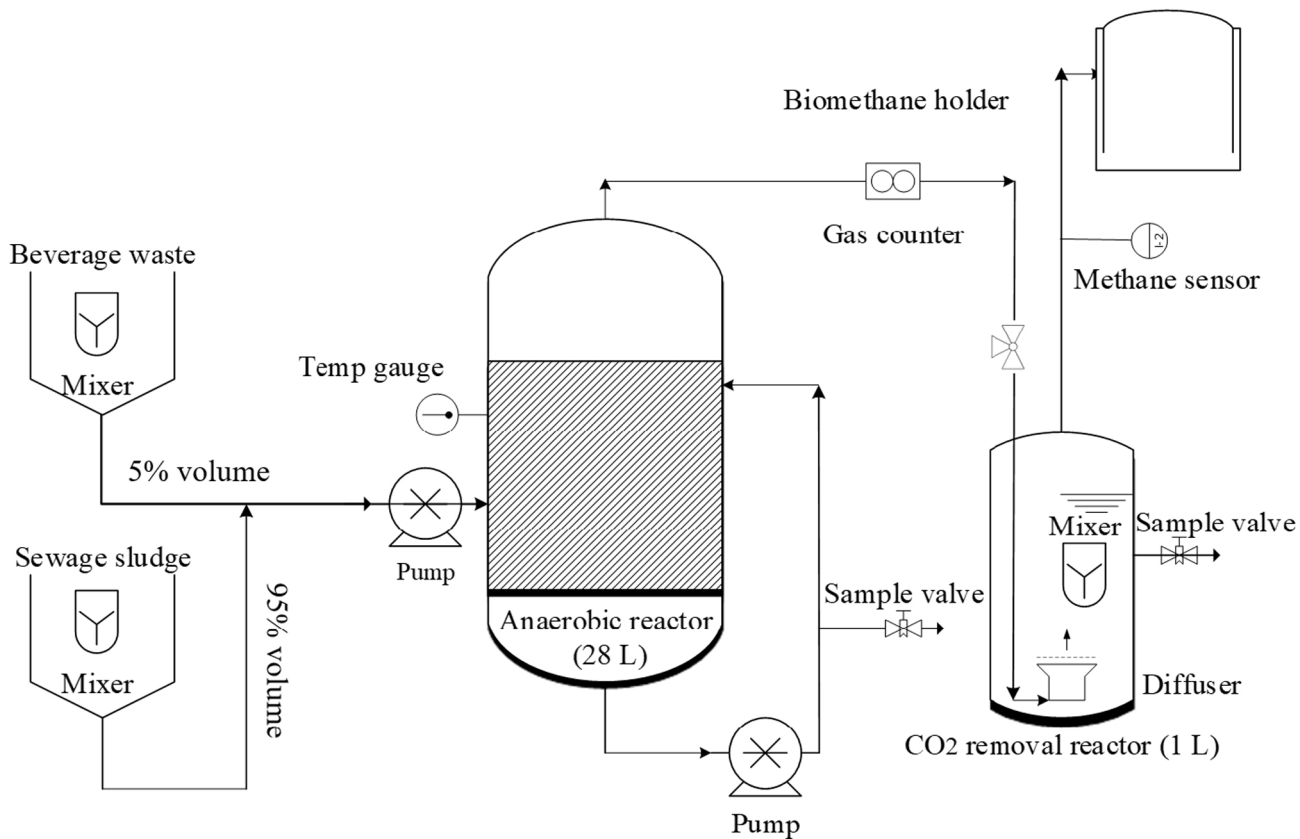 Biomethane holder
Gas counter
Beverage waste
Mixer
Methane sensor
I-2
Temp gauge
5% volume
Pump
Sewage sludge
Mixer
95% volume
Anaerobic reactor
(28 L)
Sample valve
Pump
Mixer
Sample valve
Diffuser
CO2 removal reactor (1 L)